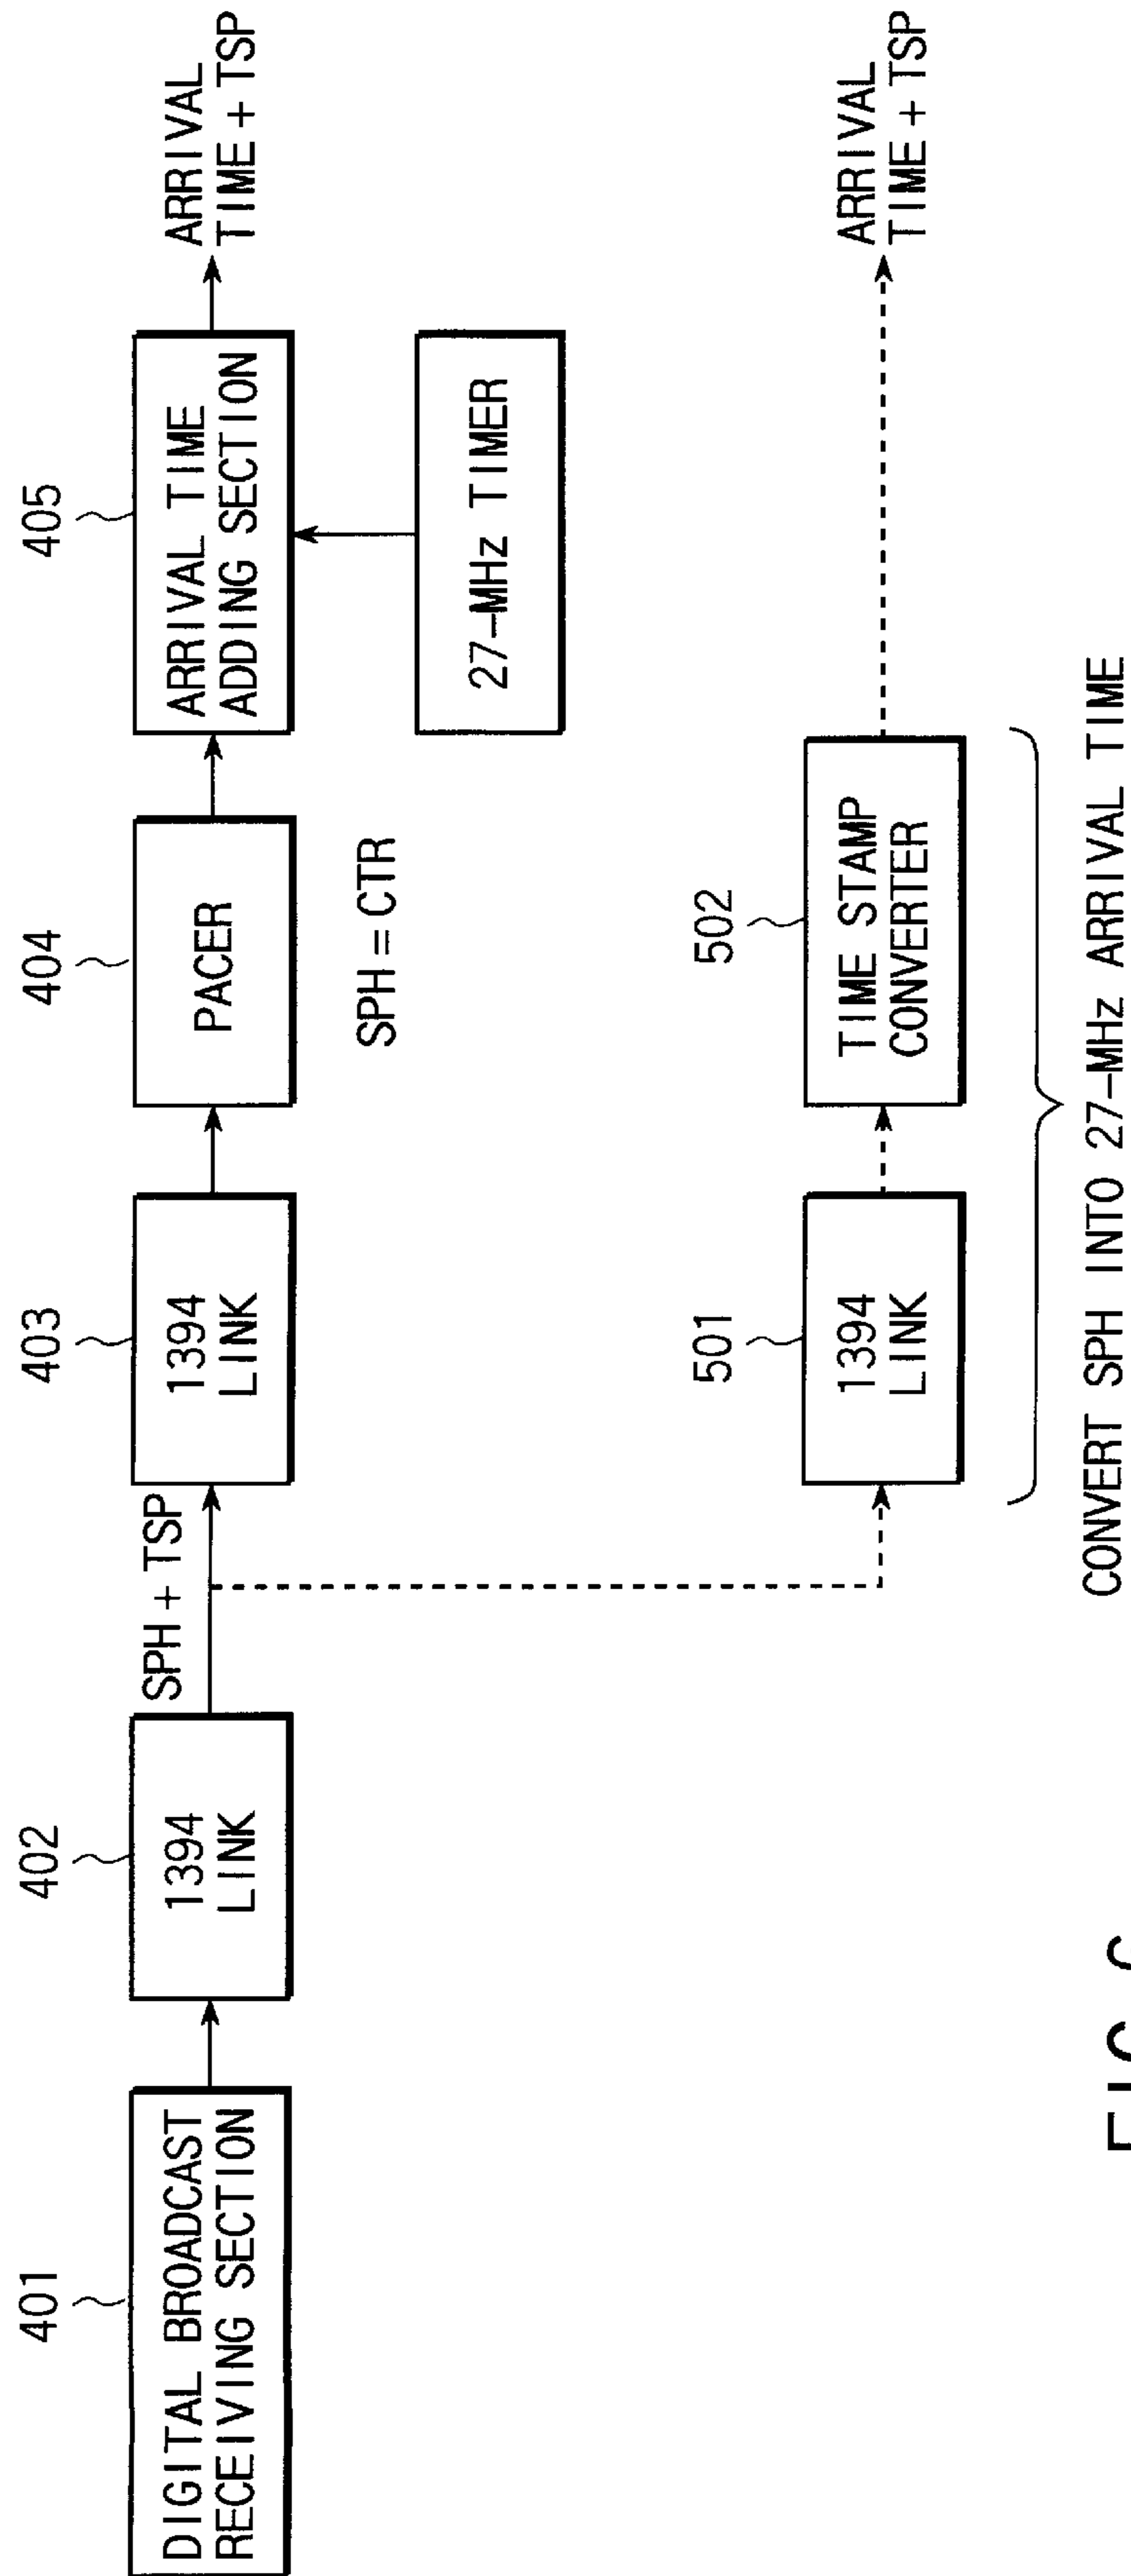 401
DIGITAL BROADCAST
RECEIVING SECTION
402
1394
LINK
SPH + TSP
403
1394
LINK
404
PACER
SPH = CTR
405
ARRIVAL TIME
ADDING SECTION
27-MHz TIMER
ARRIVAL
TIME + TSP
501
1394
LINK
502
TIME STAMP
CONVERTER
ARRIVAL
TIME + TSP
CONVERT SPH INTO 27-MHz ARRIVAL TIME